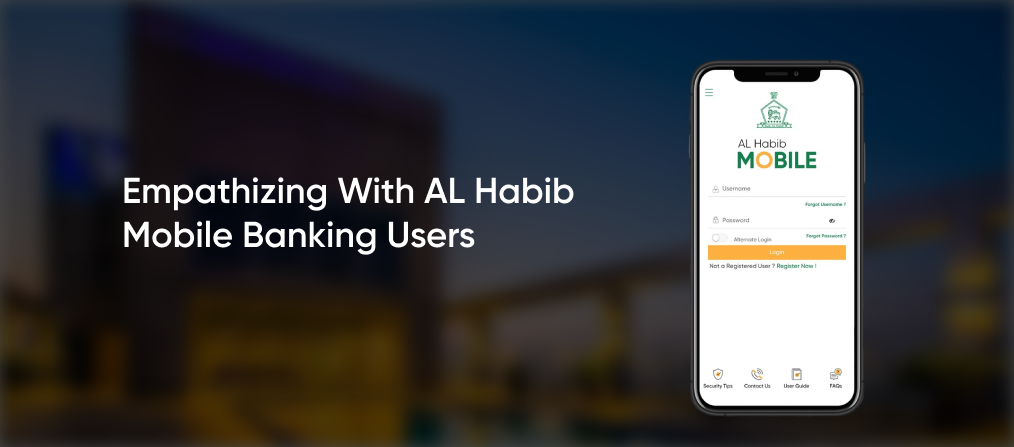 Empathizing With AL Habib
Mobile Banking Users
AL Habib
MOBILE
Username
Forgot Username ?
Password
Alternate Login
Forgot Password ?
Login
Not a Registered User ? Register Now !
Security Tips
Contact Us
User Guide
FAQs